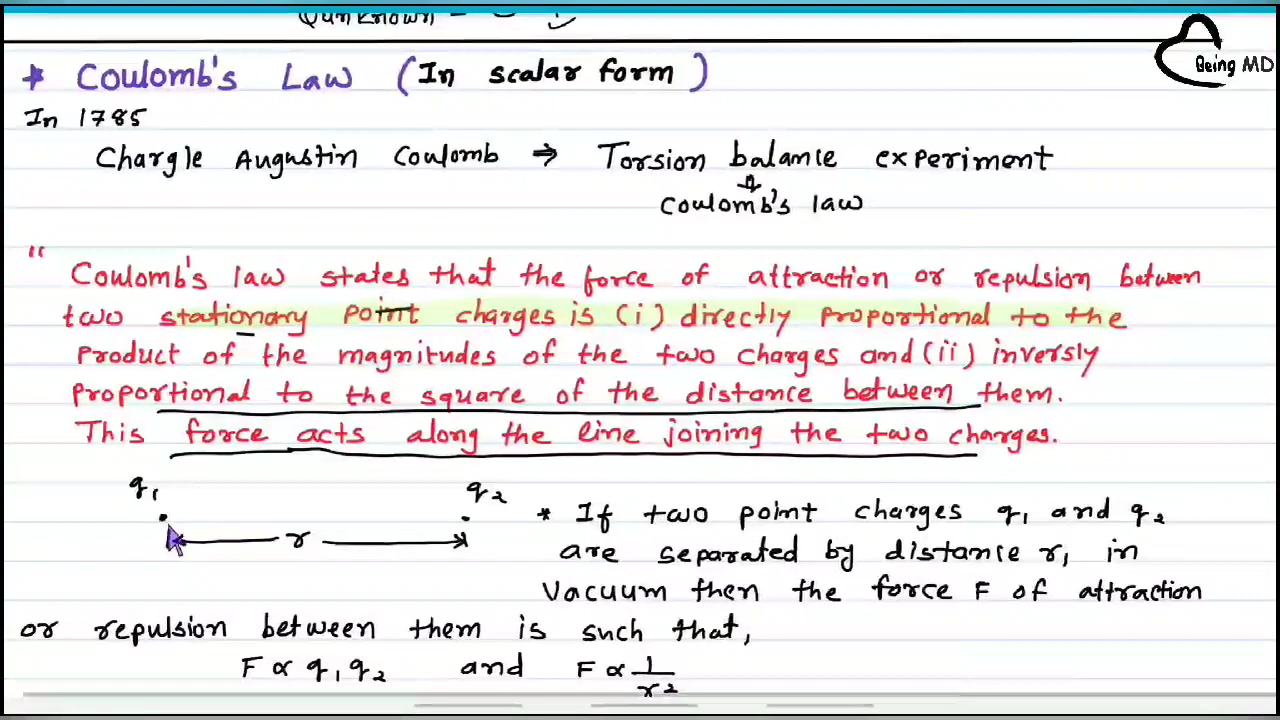 Being MD
* Coulomb's Law (In scalar form)
In 1785
Chargle Augustin Coulomb ⇒ Torsion balance experiment
Coulomb's law
"Coulomb's law states that the force of attraction or repulsion between
two stationary point charges is (i) directly proportional to the
product of the magnitudes of the two charges and (ii) inversly
proportional to the square of the distance between them.
This force acts along the line joining the two charges.
q₁ q₂
r
* If two point charges q₁ and q₂
are separated by distance r, in
vacuum then the force F of attraction
or repulsion between them is such that,
F ∝ q₁ q₂ and F ∝ 1/r²